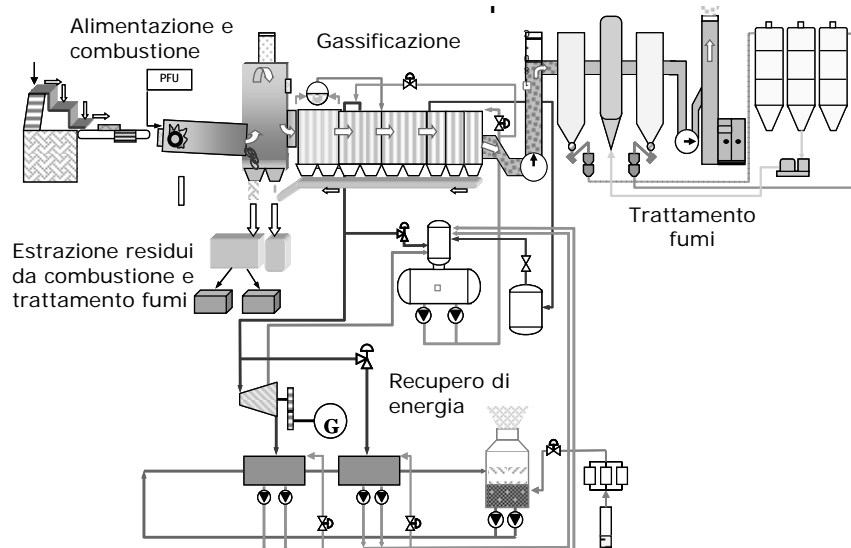 Alimentazione e
combustione
Gassificazione
PFU
Trattamento
fumi
Estrazione residui
da combustione e
trattamento fumi
Recupero di
energia
G